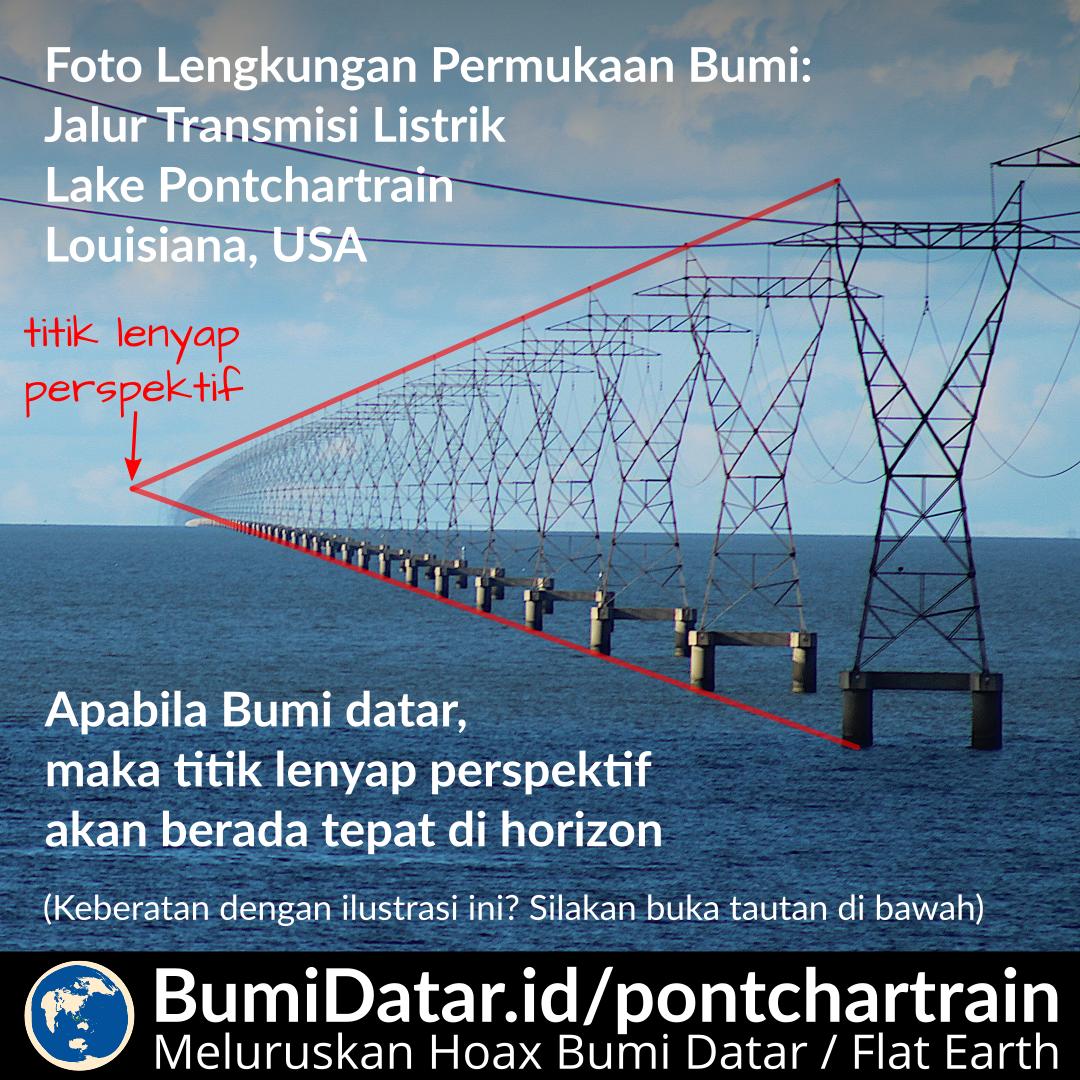 Foto Lengkungan Permukaan Bumi:
Jalur Transmisi Listrik
Lake Pontchartrain
Louisiana, USA
titik lenyap
perspektif
Apabila Bumi datar,
maka titik lenyap perspektif
akan berada tepat di horizon
(Keberatan dengan ilustrasi ini? Silakan buka tautan di bawah)
BumiDatar.id/pontchartrain
Meluruskan Hoax Bumi Datar / Flat Earth